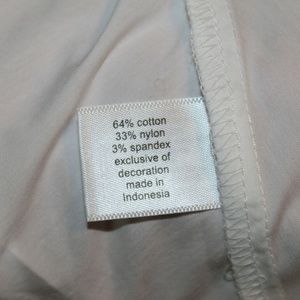 64% cotton
33% nylon
3% spandex
exclusive of
decoration
made in
Indonesia